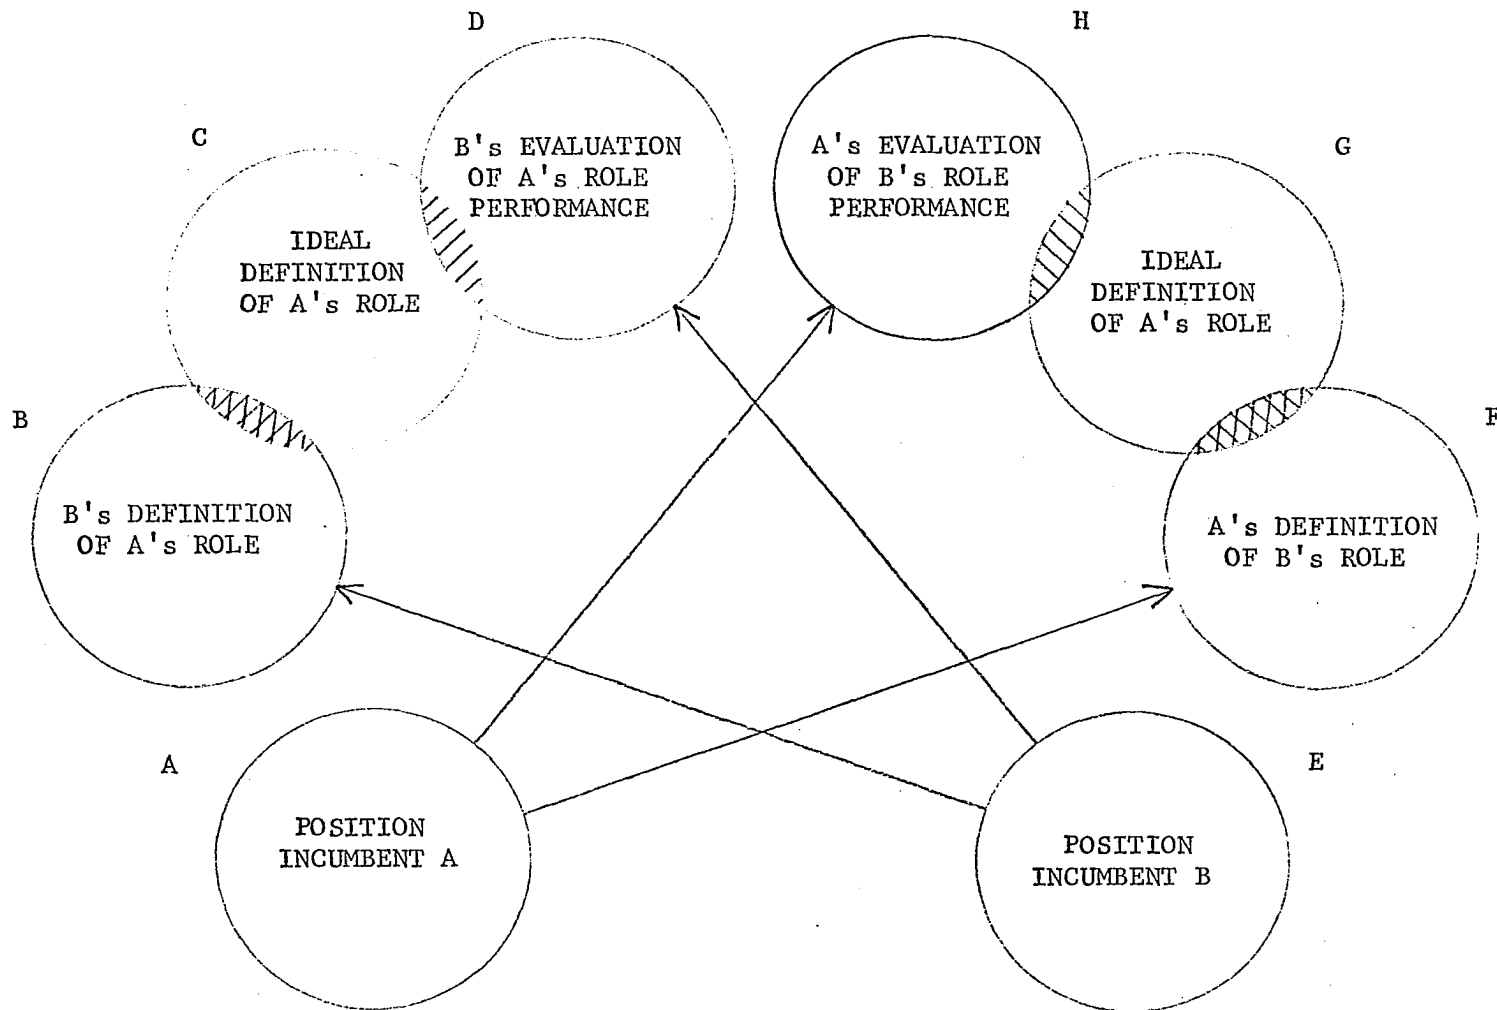 D
H
C
B's EVALUATION
OF A's ROLE
PERFORMANCE
A's EVALUATION
OF B's ROLE
PERFORMANCE
G
IDEAL
DEFINITION
OF A's ROLE
IDEAL
DEFINITION
OF A's ROLE
B
F
B's DEFINITION
OF A's ROLE
A's DEFINITION
OF B's ROLE
A
E
POSITION
INCUMBENT A
POSITION
INCUMBENT B